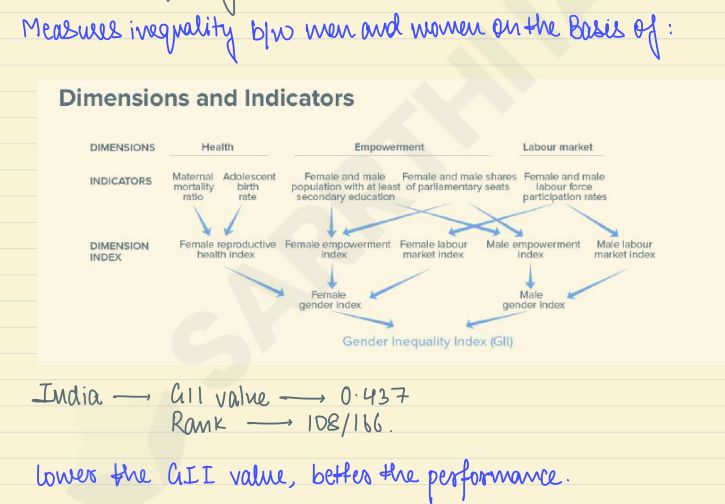 Measures inequality b/w men and women on the Basis of :
Dimensions and Indicators
DIMENSIONS Health Empowerment Labour market
INDICATORS
Maternal mortality ratio
Adolescent birth rate
Female and male population with at least secondary education
Female and male shares of parliamentary seats
Female and male labour force participation rates
DIMENSION INDEX
Female reproductive health index
Female empowerment index
Female labour market index
Male empowerment index
Male labour market index
Female gender index
Male gender index
Gender Inequality Index (GII)
India → GII value → 0.437
Rank → 108/166.
lower the GII value, better the performance.
SARRTHI